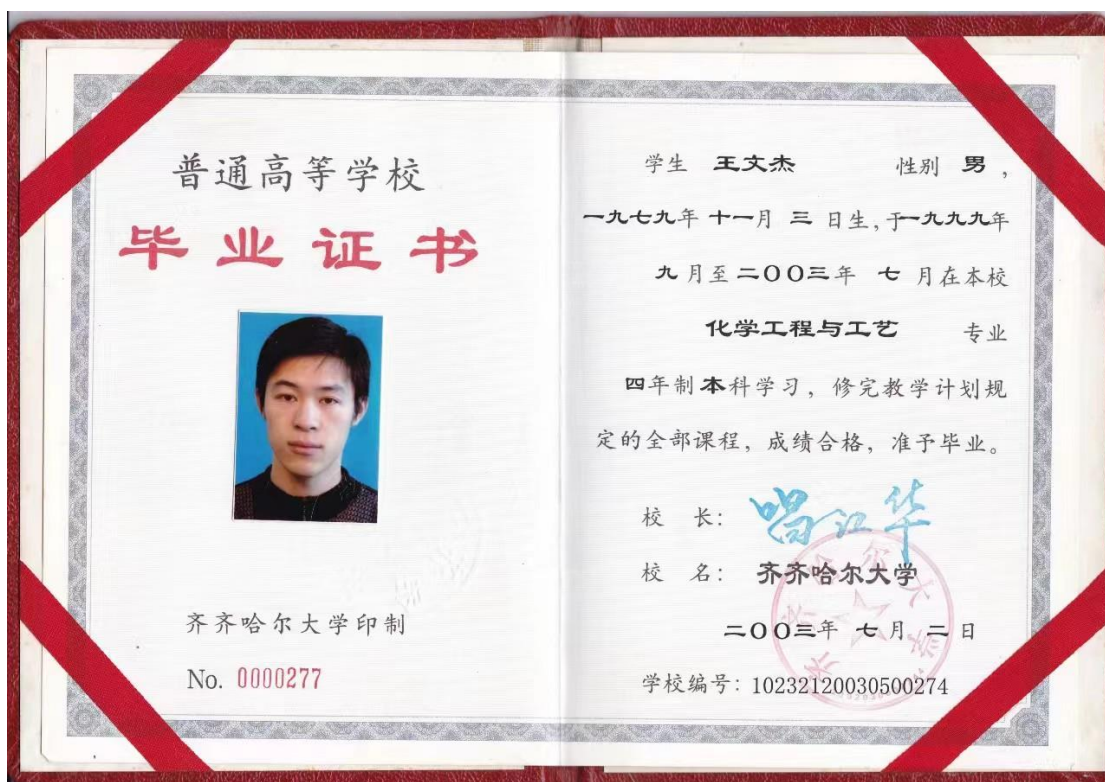 普通高等学校
毕业证书
齐齐哈尔大学印制
No. 0000277
学生 王文杰 性别 男，
一九七九年 十一月 三 日生，于一九九九年
九 月至 二〇〇三年 七 月在本校
化学工程与工艺 专业
四年制本科学习，修完教学计划规
定的全部课程，成绩合格，准予毕业。
校 长：
校 名： 齐齐哈尔大学
二〇〇三年 七 月 二 日
学校编号：10232120030500274